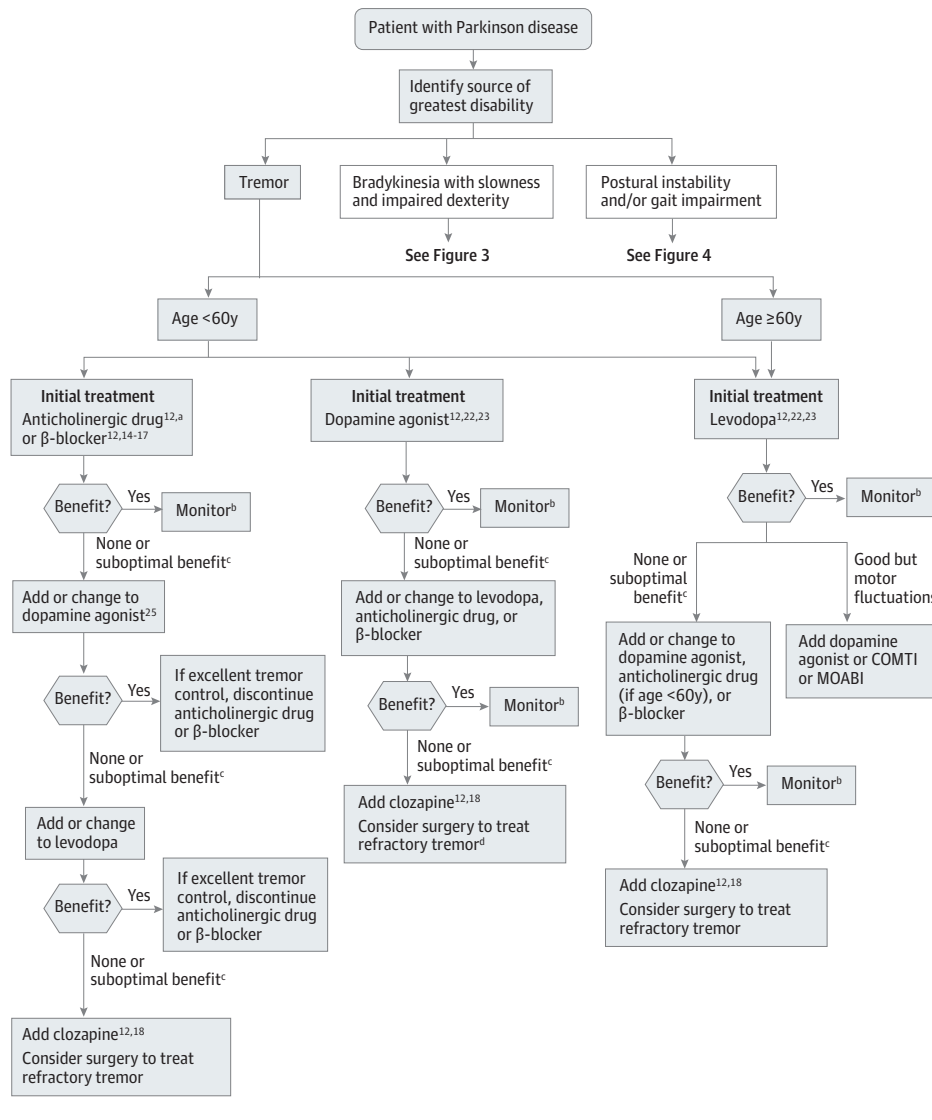 Patient with Parkinson disease
Identify source of
greatest disability
Tremor
Bradykinesia with slowness
and impaired dexterity
Postural instability
and/or gait impairment
See Figure 3
See Figure 4
Age <60y
Age ≥60y
Initial treatment
Anticholinergic drug12,a
or β-blocker12,14-17
Benefit?
Yes
Monitorb
None or
suboptimal benefitc
Add or change to
dopamine agonist25
Benefit?
Yes
If excellent tremor
control, discontinue
anticholinergic drug
or β-blocker
None or
suboptimal benefitc
Add or change
to levodopa
Benefit?
Yes
If excellent tremor
control, discontinue
anticholinergic drug
or β-blocker
None or
suboptimal benefitc
Add clozapine12,18
Consider surgery to treat
refractory tremor
Initial treatment
Dopamine agonist12,22,23
Benefit?
Yes
Monitorb
None or
suboptimal benefitc
Add or change to levodopa,
anticholinergic drug, or
β-blocker
Benefit?
Yes
Monitorb
None or
suboptimal benefitc
Add clozapine12,18
Consider surgery to treat
refractory tremord
Initial treatment
Levodopa12,22,23
Benefit?
Yes
Monitorb
None or
suboptimal
benefitc
Good but
motor
fluctuations
Add or change to
dopamine agonist,
anticholinergic drug
(if age <60y), or
β-blocker
Add dopamine
agonist or COMTI
or MOABI
Benefit?
Yes
Monitorb
None or
suboptimal benefitc
Add clozapine12,18
Consider surgery to treat
refractory tremor